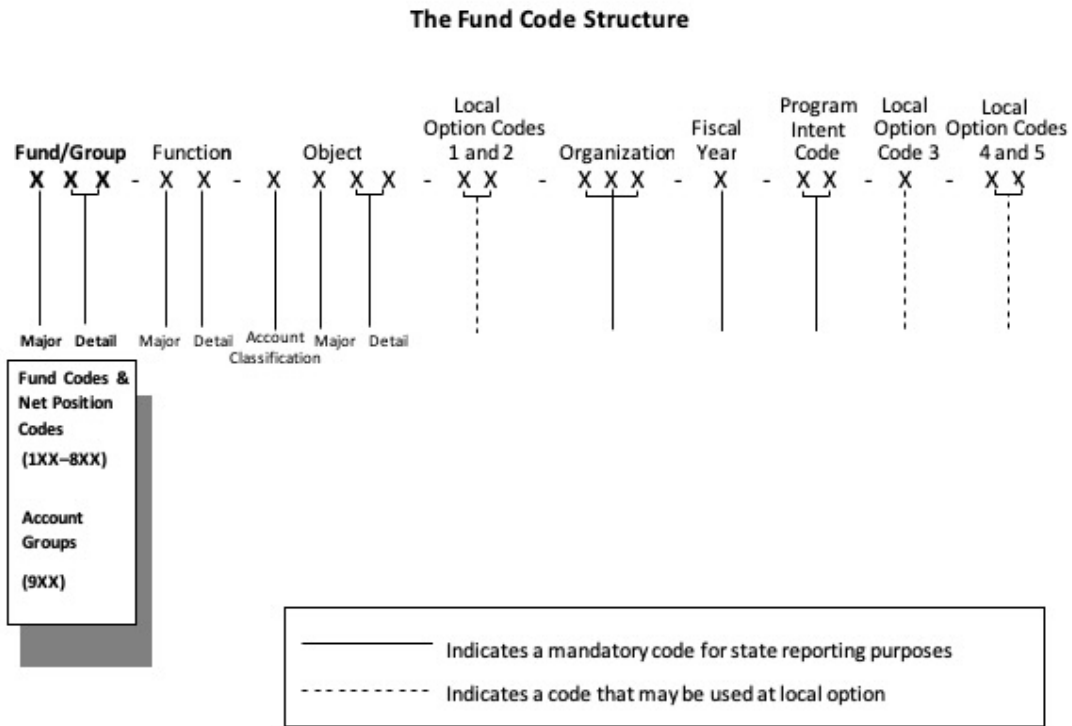 The Fund Code Structure
Local Local Local
Option Codes Fiscal Program Option Option Codes
Fund/Group Function Object 1 and 2 Organization Year Intent Code Code 3 4 and 5
X X X - X X - X X X X - X X - X X X - X - X X - X - X X
Major Detail Major Detail Account Classification Major Detail
Fund Codes &
Net Position
Codes
(1XX–8XX)
Account
Groups
(9XX)
Indicates a mandatory code for state reporting purposes
Indicates a code that may be used at local option